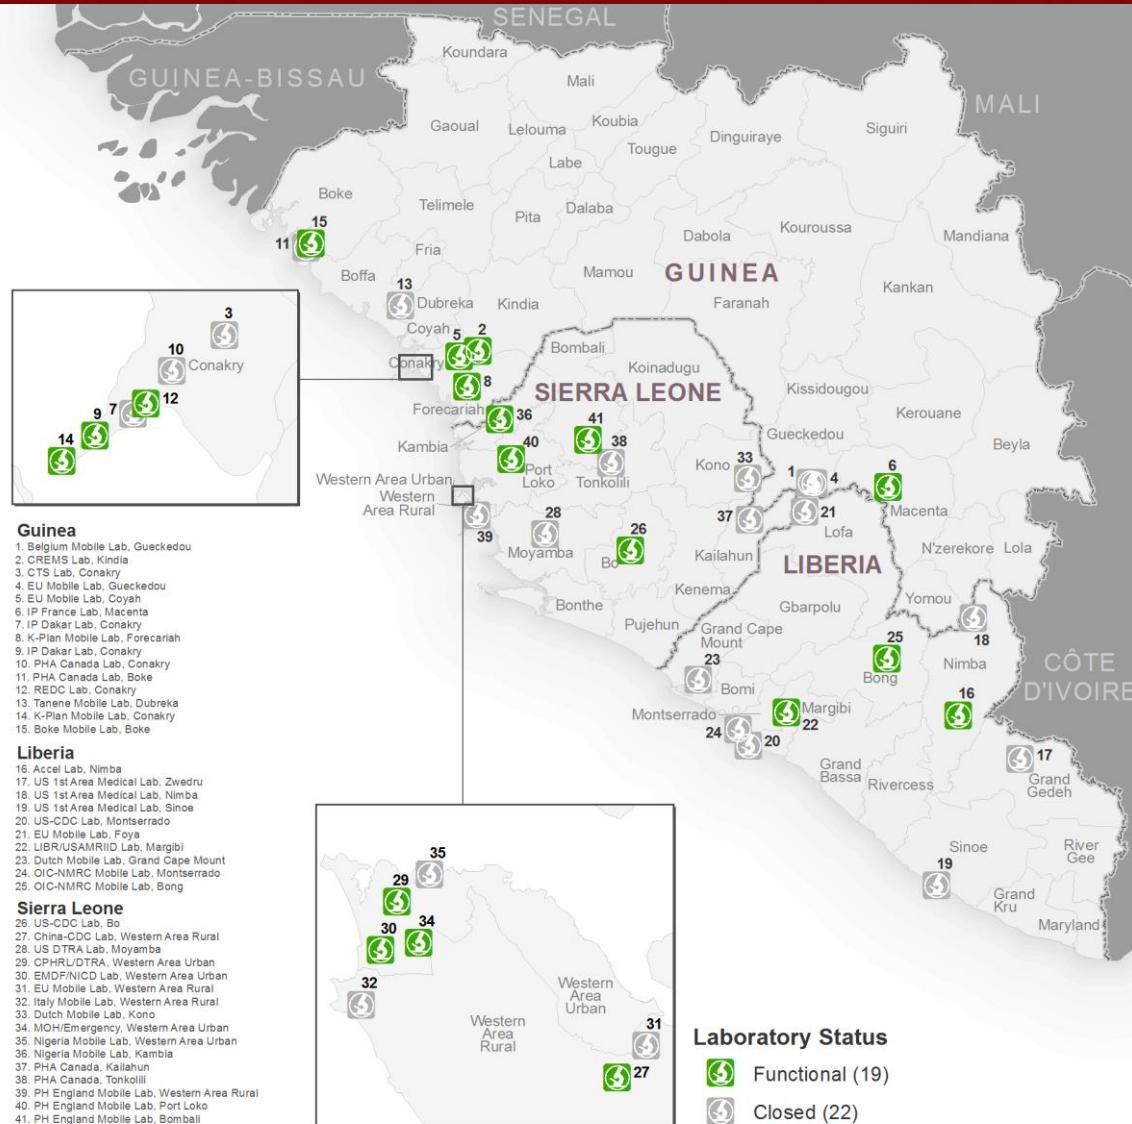 SENEGAL
GUINEA-BISSAU
MALI
Koundara
Mali
Gaoual
Lelouma
Koubia
Tougue
Dinguiraye
Siguiri
Labe
Boke
Telimele
Pita
Dalaba
Dabola
Kouroussa
Mandiana
15
11
Fria
Boffa
Mamou
GUINEA
Faranah
Kankan
13
Dubreka
Kindia
Coyah
5
2
Conakry
8
Forecariah
Bombali
Koinadugu
SIERRA LEONE
Kissidougou
Kerouane
Gueckedou
Beyla
36
Kambia
40
Port
Loko
41
38
Tonkolili
Kono
33
1
4
6
Macenta
Western Area Urban
Western
Area Rural
39
28
Moyamba
26
Bo
37
Kailahun
21
Lofa
LIBERIA
N'zerekore
Lola
Yomou
Kenema
Bonthe
Pujehun
Gbarpolu
Grand Cape
Mount
18
25
Bong
Nimba
CÔTE
D'IVOIRE
23
Bomi
16
Montserrado
24
20
Margibi
22
Grand
Bassa
Rivercess
17
Grand
Gedeh
Sinoe
River
Gee
19
Grand
Kru
Maryland
3
10
Conakry
7
12
9
14
Guinea
1. Belgium Mobile Lab, Gueckedou
2. CREMS Lab, Kindia
3. CTS Lab, Conakry
4. EU Mobile Lab, Gueckedou
5. EU Mobile Lab, Coyah
6. IP France Lab, Macenta
7. IP Dakar Lab, Conakry
8. K-Plan Mobile Lab, Forecariah
9. IP Dakar Lab, Conakry
10. PHA Canada Lab, Conakry
11. PHA Canada Lab, Boke
12. REDC Lab, Conakry
13. Tanene Mobile Lab, Dubreka
14. K-Plan Mobile Lab, Conakry
15. Boke Mobile Lab, Boke
Liberia
16. Accel Lab, Nimba
17. US 1st Area Medical Lab, Zwedru
18. US 1st Area Medical Lab, Nimba
19. US 1st Area Medical Lab, Sinoe
20. US-CDC Lab, Montserrado
21. EU Mobile Lab, Foya
22. LIBR/USAMRIID Lab, Margibi
23. Dutch Mobile Lab, Grand Cape Mount
24. OIC-NMRC Mobile Lab, Montserrado
25. OIC-NMRC Mobile Lab, Bong
Sierra Leone
26. US-CDC Lab, Bo
27. China-CDC Lab, Western Area Rural
28. US DTRA Lab, Moyamba
29. CPHRL/DTRA, Western Area Urban
30. EMDF/NICD Lab, Western Area Urban
31. EU Mobile Lab, Western Area Rural
32. Italy Mobile Lab, Western Area Rural
33. Dutch Mobile Lab, Kono
34. MOH/Emergency, Western Area Urban
35. Nigeria Mobile Lab, Western Area Urban
36. Nigeria Mobile Lab, Kambia
37. PHA Canada, Kailahun
38. PHA Canada, Tonkolili
39. PH England Mobile Lab, Western Area Rural
40. PH England Mobile Lab, Port Loko
41. PH England Mobile Lab, Bombali
35
29
34
30
32
Western
Area
Urban
Western
Area
Rural
31
27
Laboratory Status
Functional (19)
Closed (22)